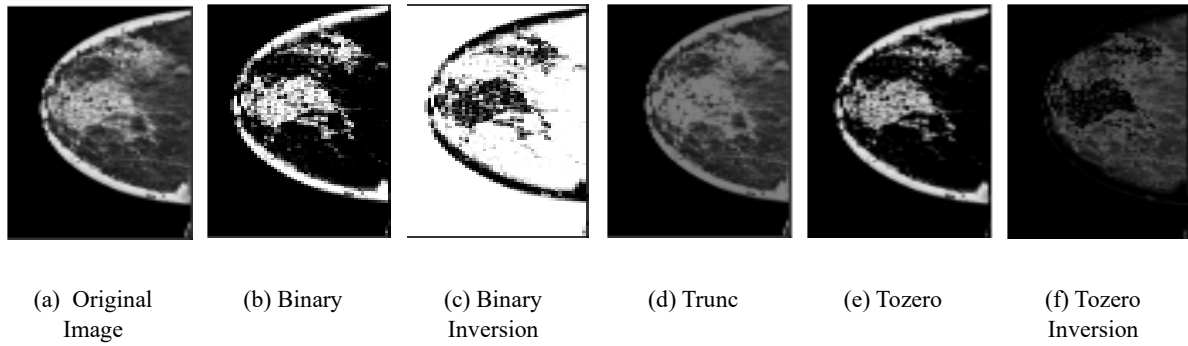 (a) Original
Image
(b) Binary
(c) Binary
Inversion
(d) Trunc
(e) Tozero
(f) Tozero
Inversion